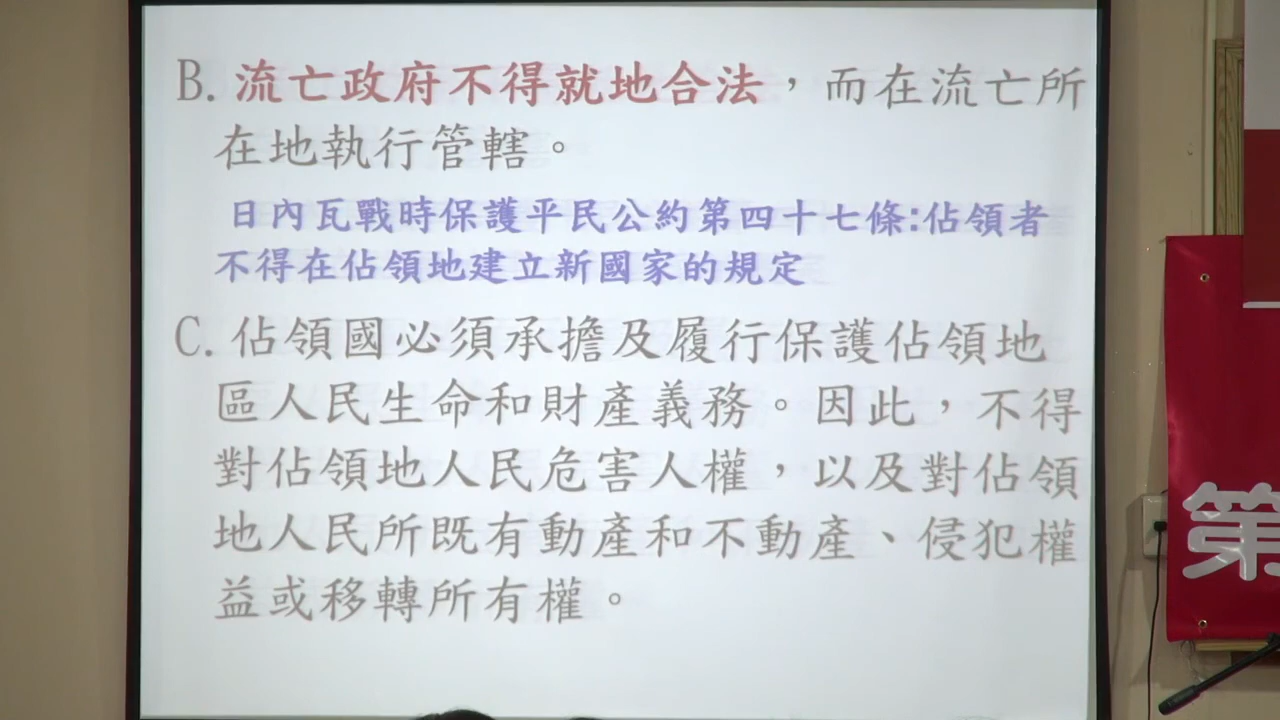 B. 流亡政府不得就地合法，而在流亡所
在地執行管轄。
日內瓦戰時保護平民公約第四十七條:佔領者
不得在佔領地建立新國家的規定
C. 佔領國必須承擔及履行保護佔領地
區人民生命和財產義務。因此，不得
對佔領地人民危害人權，以及對佔領
地人民所既有動產和不動產、侵犯權
益或移轉所有權。
第